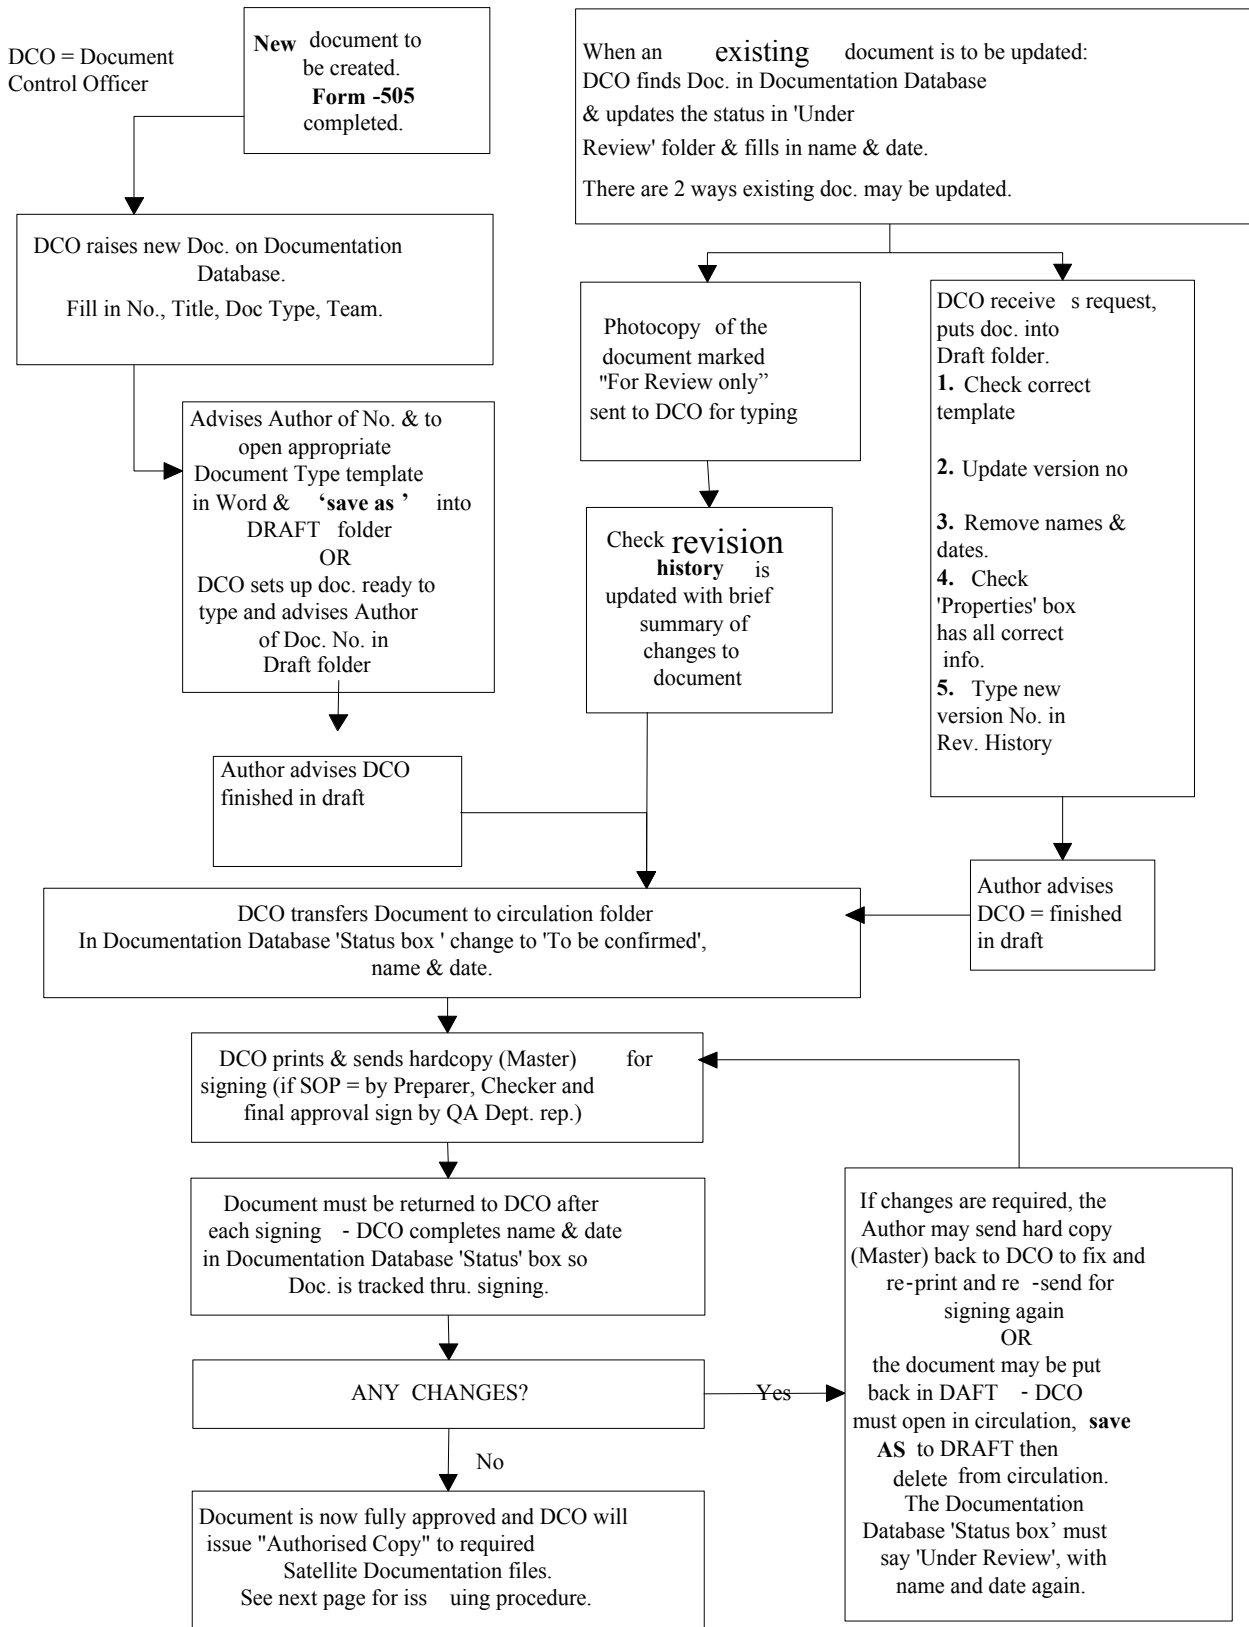 DCO = Document
Control Officer
New document to
be created.
Form -505
completed.
When an existing document is to be updated:
DCO finds Doc. in Documentation Database
& updates the status in 'Under
Review' folder & fills in name & date.
There are 2 ways existing doc. may be updated.
DCO raises new Doc. on Documentation
Database.
Fill in No., Title, Doc Type, Team.
Photocopy of the
document marked
"For Review only”
sent to DCO for typing
DCO receive s request,
puts doc. into
Draft folder.
1. Check correct
template
2. Update version no
3. Remove names &
dates.
4. Check
'Properties' box
has all correct
info.
5. Type new
version No. in
Rev. History
Advises Author of No. & to
open appropriate
Document Type template
in Word & ‘save as ’ into
DRAFT folder
OR
DCO sets up doc. ready to
type and advises Author
of Doc. No. in
Draft folder
Check revision
history is
updated with brief
summary of
changes to
document
Author advises DCO
finished in draft
Author advises
DCO = finished
in draft
DCO transfers Document to circulation folder
In Documentation Database 'Status box ' change to 'To be confirmed',
name & date.
DCO prints & sends hardcopy (Master) for
signing (if SOP = by Preparer, Checker and
final approval sign by QA Dept. rep.)
Document must be returned to DCO after
each signing - DCO completes name & date
in Documentation Database 'Status' box so
Doc. is tracked thru. signing.
ANY CHANGES?
Yes
No
If changes are required, the
Author may send hard copy
(Master) back to DCO to fix and
re-print and re -send for
signing again
OR
the document may be put
back in DAFT - DCO
must open in circulation, save
AS to DRAFT then
delete from circulation.
The Documentation
Database 'Status box’ must
say 'Under Review', with
name and date again.
Document is now fully approved and DCO will
issue "Authorised Copy" to required
Satellite Documentation files.
See next page for iss uing procedure.